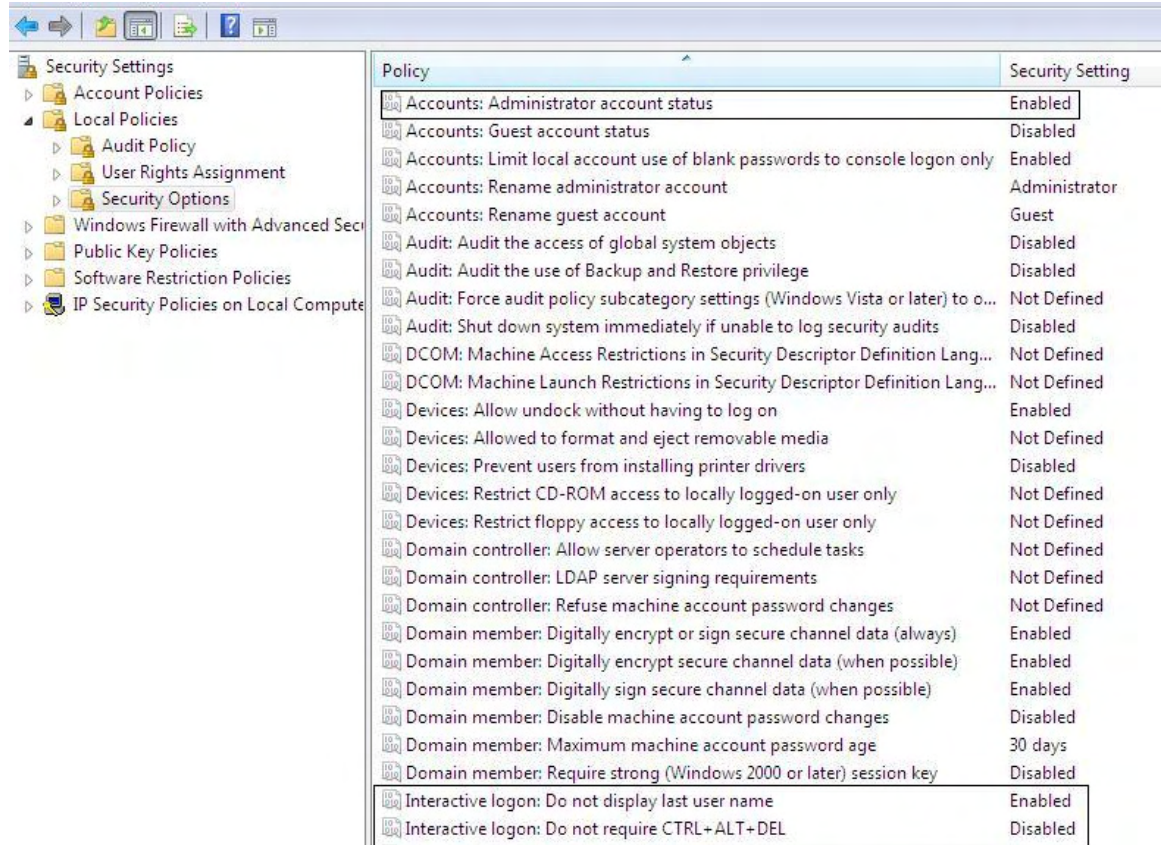 Security Settings
Account Policies
Local Policies
Audit Policy
User Rights Assignment
Security Options
Windows Firewall with Advanced Secu
Public Key Policies
Software Restriction Policies
IP Security Policies on Local Compute
Policy Security Setting
Accounts: Administrator account status Enabled
Accounts: Guest account status Disabled
Accounts: Limit local account use of blank passwords to console logon only Enabled
Accounts: Rename administrator account Administrator
Accounts: Rename guest account Guest
Audit: Audit the access of global system objects Disabled
Audit: Audit the use of Backup and Restore privilege Disabled
Audit: Force audit policy subcategory settings (Windows Vista or later) to o... Not Defined
Audit: Shut down system immediately if unable to log security audits Disabled
DCOM: Machine Access Restrictions in Security Descriptor Definition Lang... Not Defined
DCOM: Machine Launch Restrictions in Security Descriptor Definition Lang... Not Defined
Devices: Allow undock without having to log on Enabled
Devices: Allowed to format and eject removable media Not Defined
Devices: Prevent users from installing printer drivers Disabled
Devices: Restrict CD-ROM access to locally logged-on user only Not Defined
Devices: Restrict floppy access to locally logged-on user only Not Defined
Domain controller: Allow server operators to schedule tasks Not Defined
Domain controller: LDAP server signing requirements Not Defined
Domain controller: Refuse machine account password changes Not Defined
Domain member: Digitally encrypt or sign secure channel data (always) Enabled
Domain member: Digitally encrypt secure channel data (when possible) Enabled
Domain member: Digitally sign secure channel data (when possible) Enabled
Domain member: Disable machine account password changes Disabled
Domain member: Maximum machine account password age 30 days
Domain member: Require strong (Windows 2000 or later) session key Disabled
Interactive logon: Do not display last user name Enabled
Interactive logon: Do not require CTRL+ALT+DEL Disabled